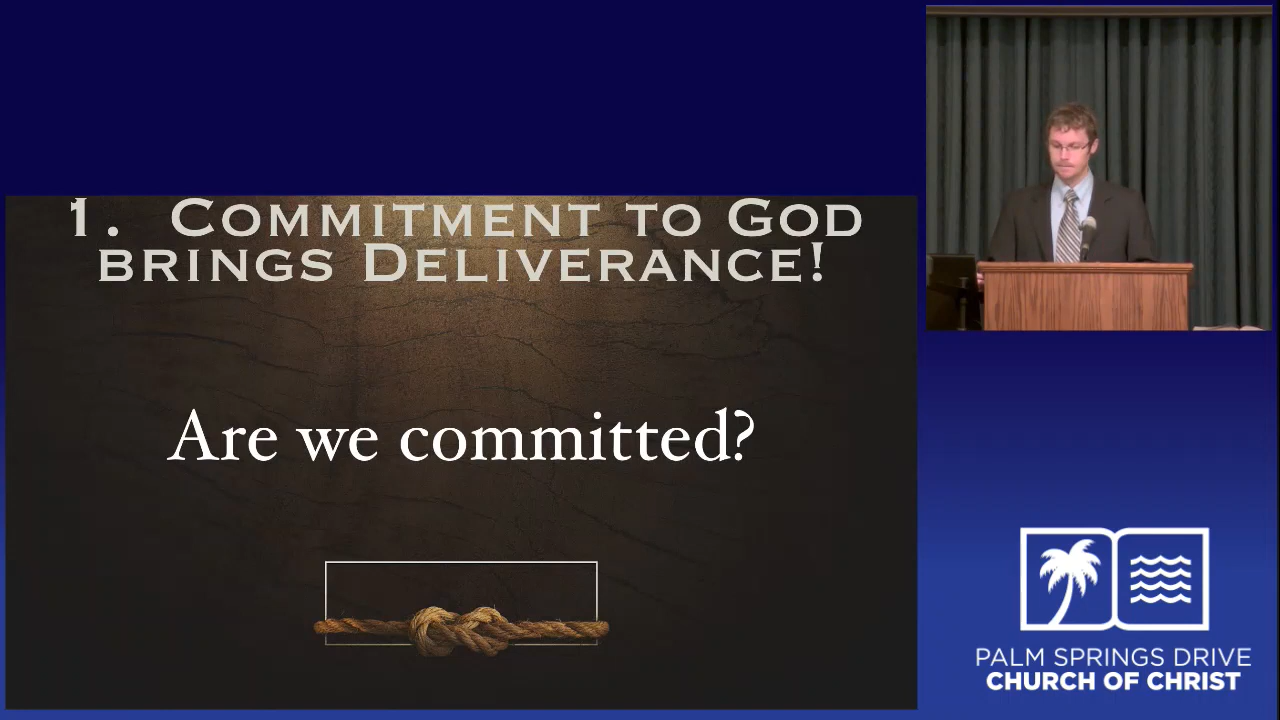 1. Commitment to God
brings Deliverance!
Are we committed?
PALM SPRINGS DRIVE
CHURCH OF CHRIST